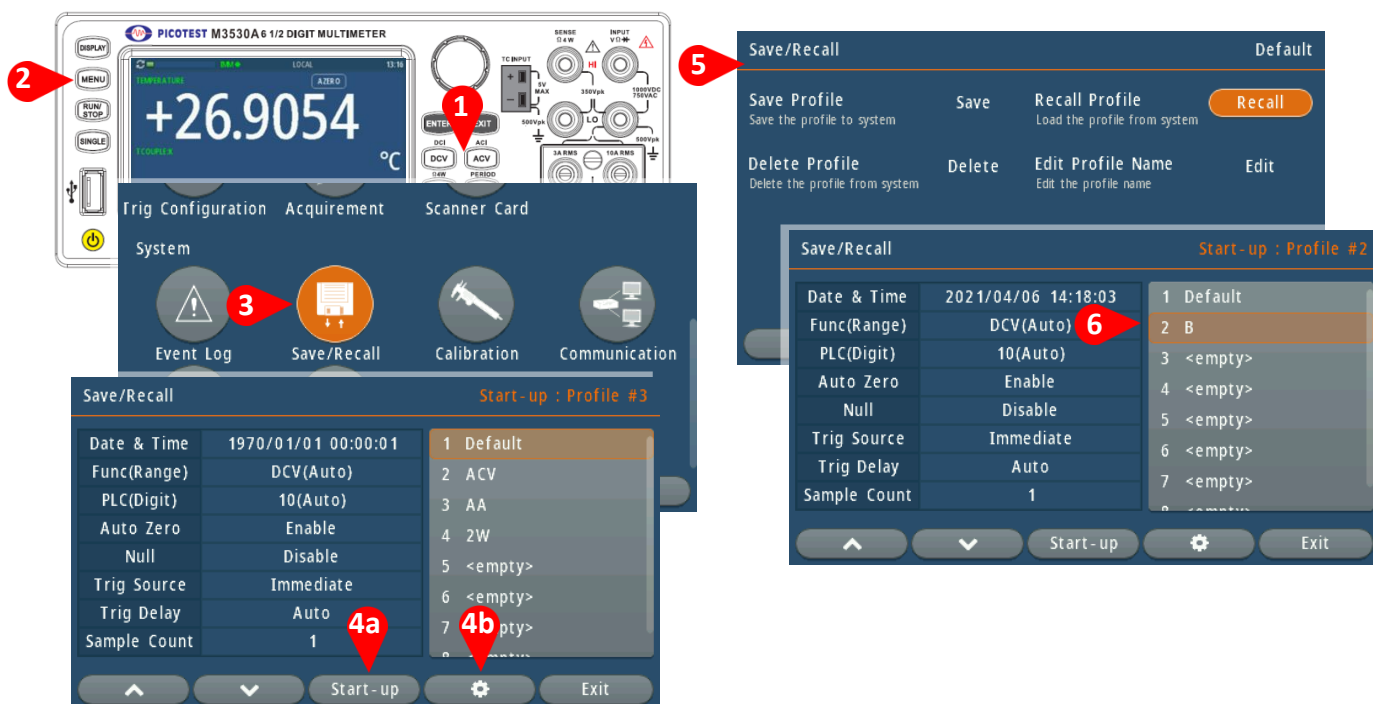 PICOTEST M3530A 6 1/2 DIGIT MULTIMETER
DISPLAY
MENU
RUN/
STOP
SINGLE
LOCAL
13:16
TEMPERATURE
AZERO
+26.9054
°C
TCOUPLE:K
SENSE
Ω4W
INPUT
HI
TC INPUT
+
-
5V
MAX
350Vpk
1000VDC
750VAC
LO
500Vpk
500Vpk
3A RMS
10A RMS
DCI
ACI
DCV
ACV
Ω4W
PERIOD
1
2
Trig Configuration
Acquirement
Scanner Card
System
3
Event Log
Save/Recall
Calibration
Communication
Save/Recall
Start-up : Profile #3
Date & Time 1970/01/01 00:00:01
Func(Range) DCV(Auto)
PLC(Digit) 10(Auto)
Auto Zero Enable
Null Disable
Trig Source Immediate
Trig Delay Auto
Sample Count 1
1 Default
2 ACV
3 AA
4 2W
5 <empty>
6 <empty>
7
4a
4b
Start-up
Exit
5
Save/Recall
Default
Save Profile
Save the profile to system
Save
Recall Profile
Load the profile from system
Recall
Delete Profile
Delete the profile from system
Delete
Edit Profile Name
Edit the profile name
Edit
Save/Recall
Start-up : Profile #2
Date & Time 2021/04/06 14:18:03
Func(Range) DCV(Auto)
PLC(Digit) 10(Auto)
Auto Zero Enable
Null Disable
Trig Source Immediate
Trig Delay Auto
Sample Count 1
6
1 Default
2 B
3 <empty>
4 <empty>
5 <empty>
6 <empty>
7 <empty>
Start-up
Exit